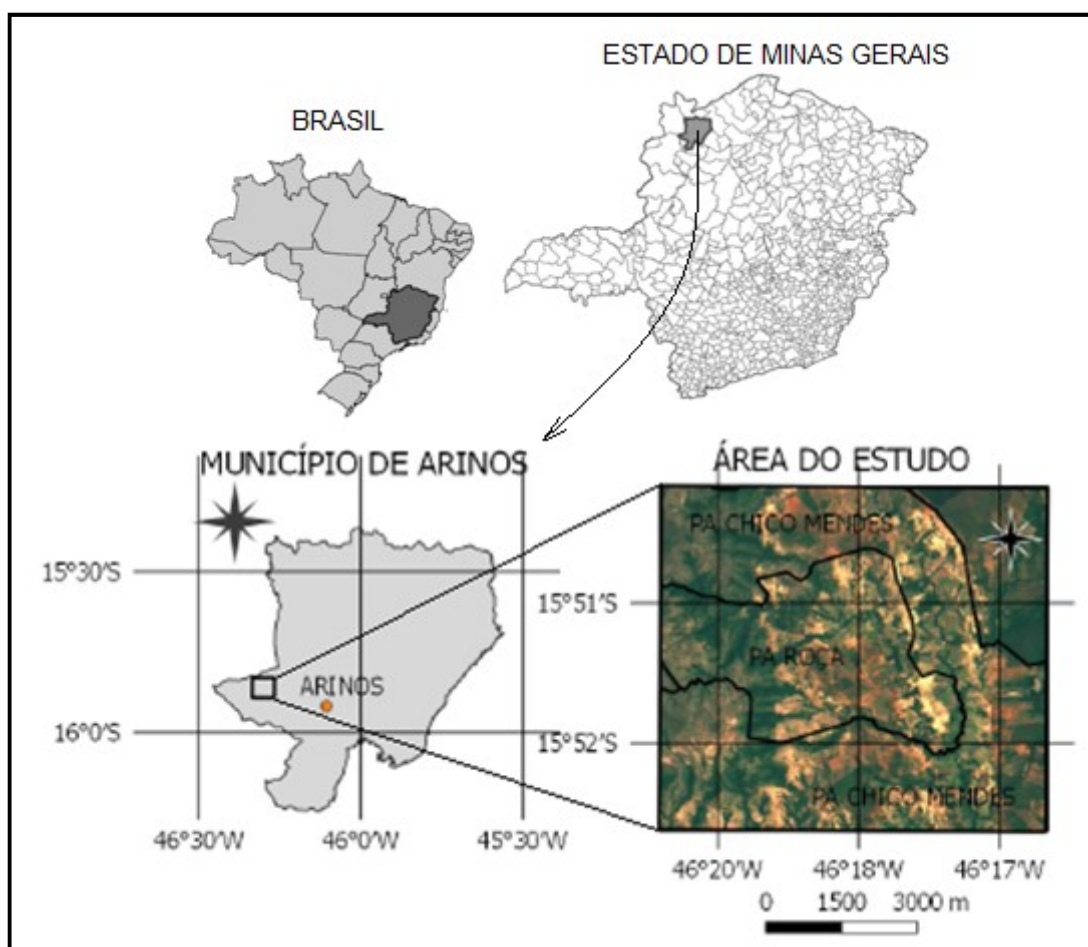 ESTADO DE MINAS GERAIS
BRASIL
MUNICÍPIO DE ARINOS
15°30'S
16°0'S
ARINOS
46°30'W 46°0'W 45°30'W
ÁREA DO ESTUDO
PA CHICO MENDES
15°51'S
PA ROÇA
15°52'S
PA CHICO MENDES
46°20'W 46°18'W 46°17'W
0 1500 3000 m